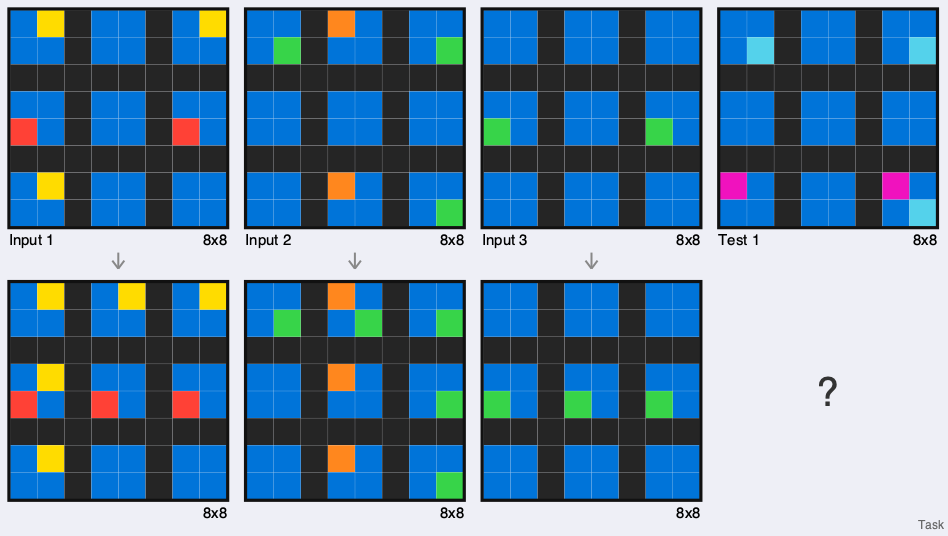 Input 1 8x8
Input 2 8x8
Input 3 8x8
Test 1 8x8
?
8x8
8x8
8x8
Task